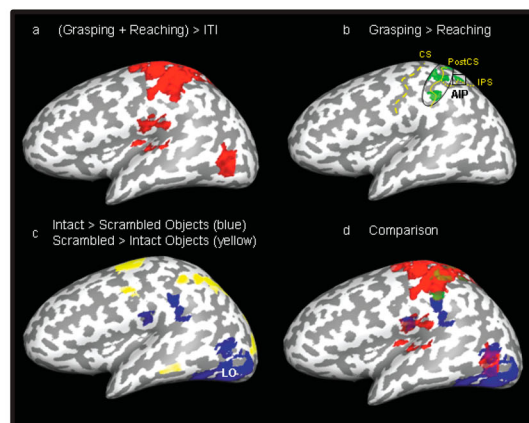 a (Grasping + Reaching) > ITI
b Grasping > Reaching
CS
PostCS
IPS
AIP
c Intact > Scrambled Objects (blue)
Scrambled > Intact Objects (yellow)
d Comparison
LO